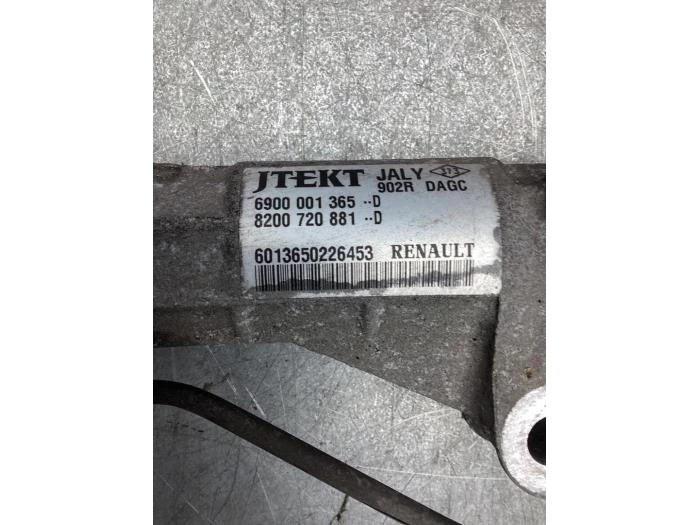 JTEKT JALY
902R DAGC
6900 001 365 --D
8200 720 881 --D
6013650226453 RENAULT